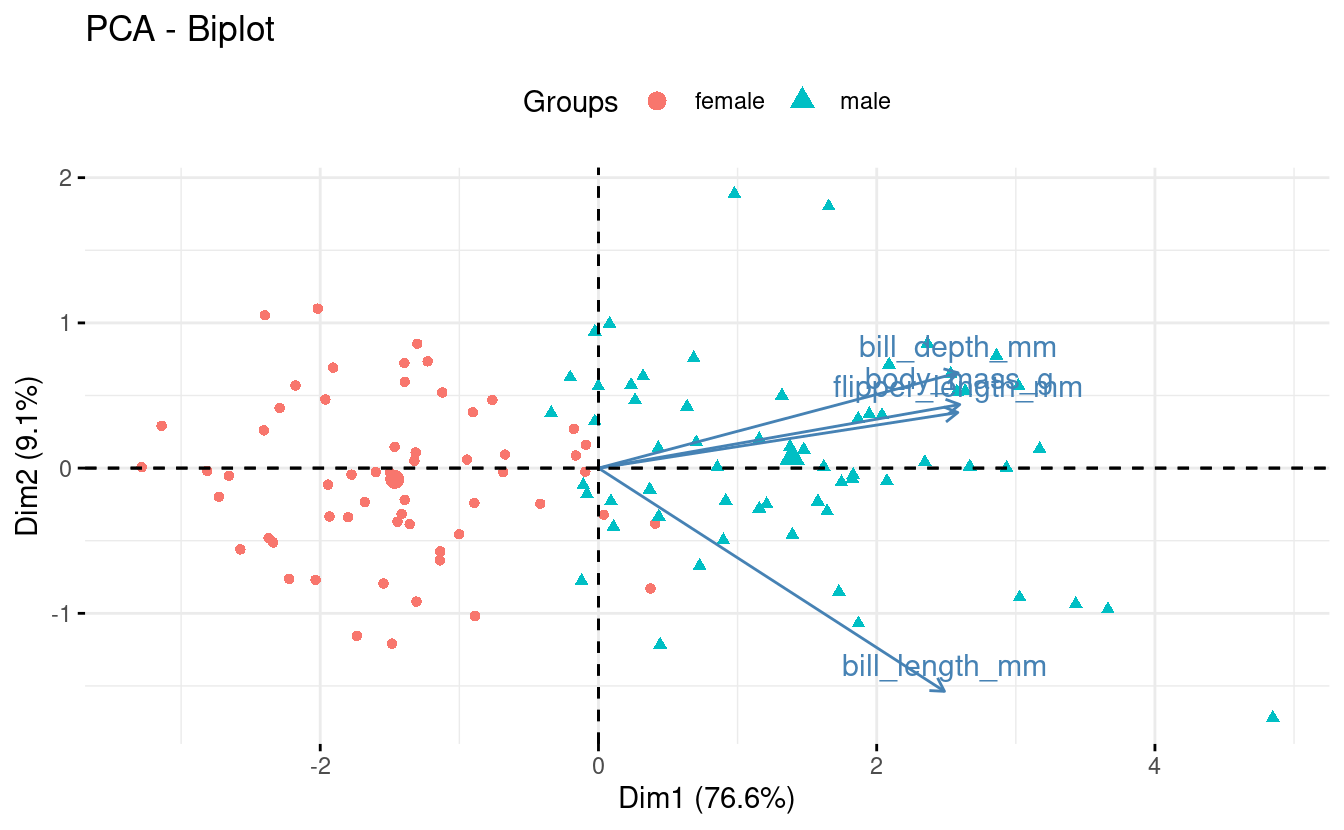 PCA - Biplot
Groups female male
2
1
0
-1
Dim2 (9.1%)
bill_depth_mm
body_mass_g
flipper_length_mm
bill_length_mm
-2 0 2 4
Dim1 (76.6%)